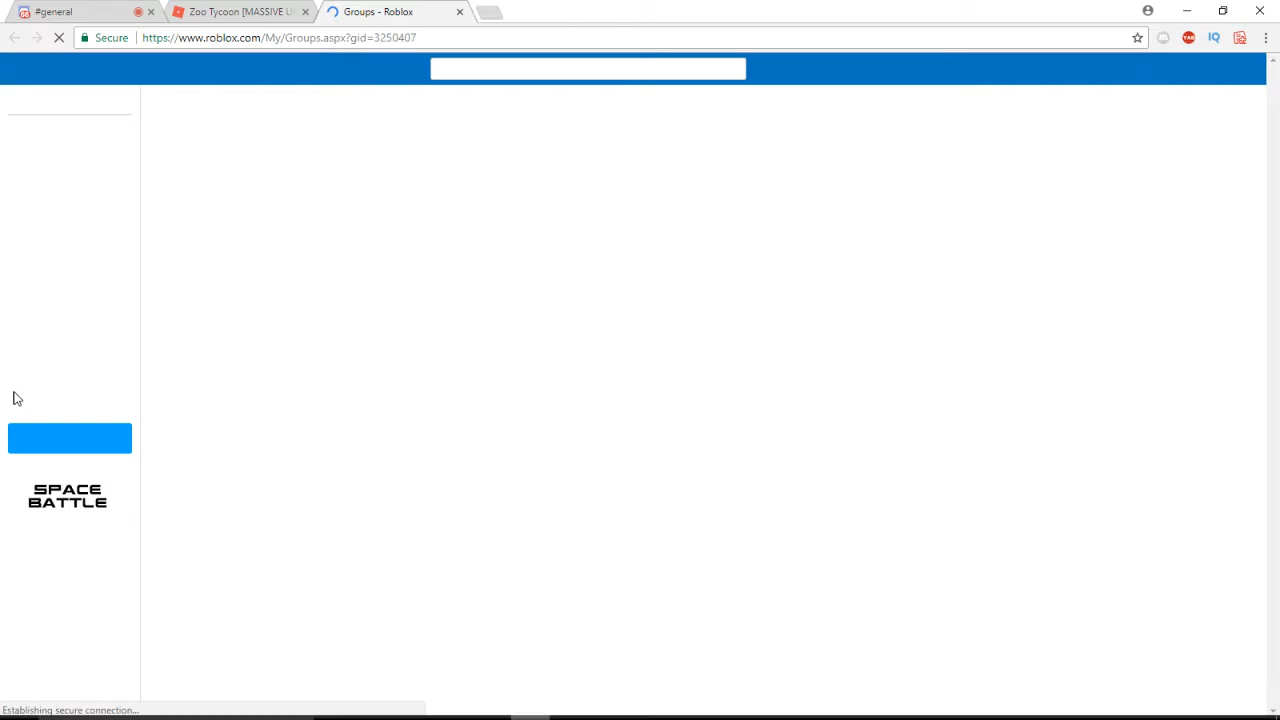 #general
Zoo Tycoon [MASSIVE U
Groups - Roblox
Secure
https://www.roblox.com/My/Groups.aspx?gid=3250407
IQ
SPACE
BATTLE
Establishing secure connection...